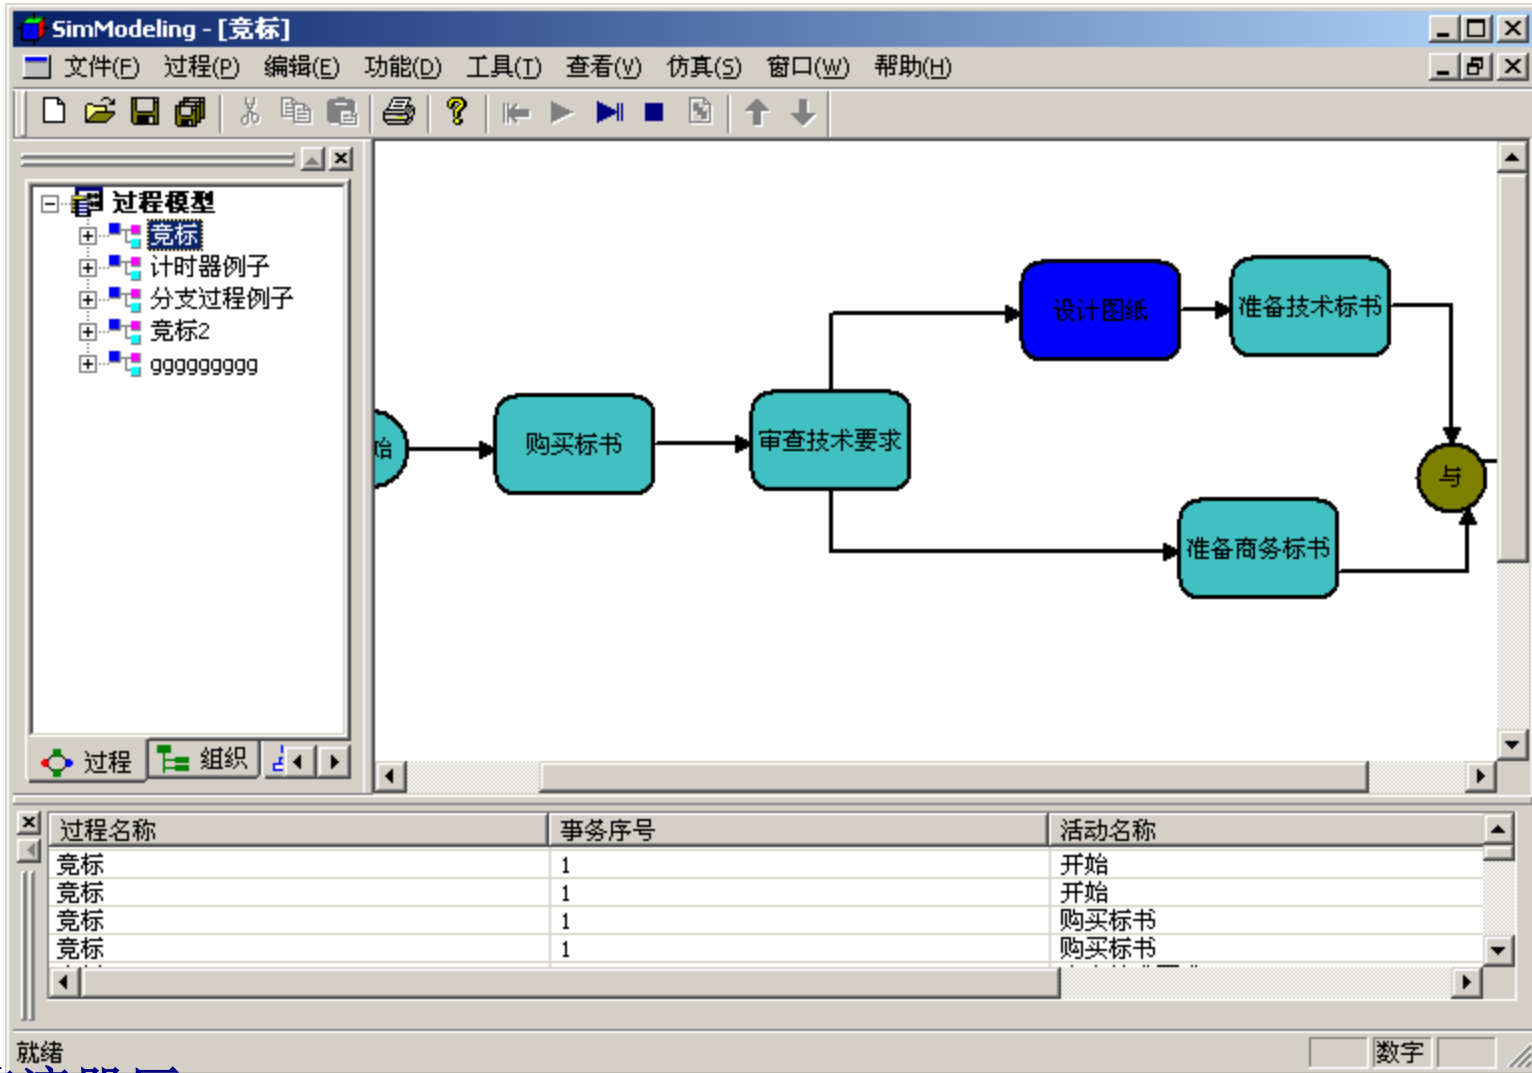 SimModeling - [竞标]
文件(F) 过程(P) 编辑(E) 功能(D) 工具(T) 查看(V) 仿真(S) 窗口(W) 帮助(H)
过程模型
竞标
计时器例子
分支过程例子
竞标2
ggggggggg
过程 组织
始
购买标书
审查技术要求
设计图纸
准备技术标书
与
准备商务标书
过程名称 事务序号 活动名称
竞标 1 开始
竞标 1 开始
竞标 1 购买标书
竞标 1 购买标书
就绪 数字